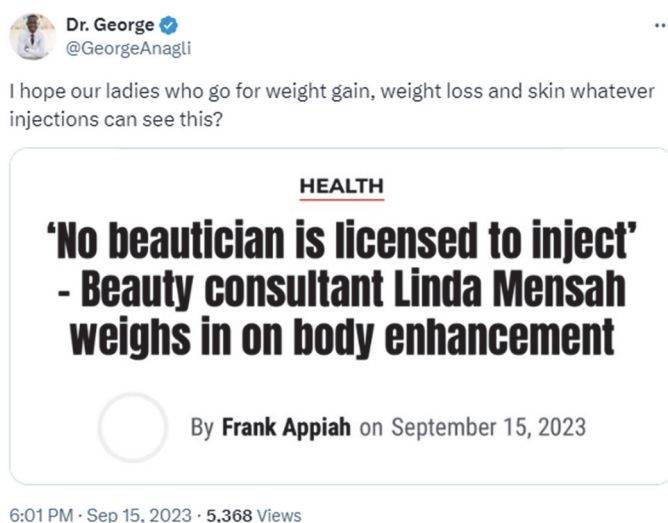 Dr. George
@GeorgeAnagli
I hope our ladies who go for weight gain, weight loss and skin whatever
injections can see this?
HEALTH
‘No beautician is licensed to inject’
- Beauty consultant Linda Mensah
weighs in on body enhancement
By Frank Appiah on September 15, 2023
6:01 PM · Sep 15, 2023 · 5,368 Views